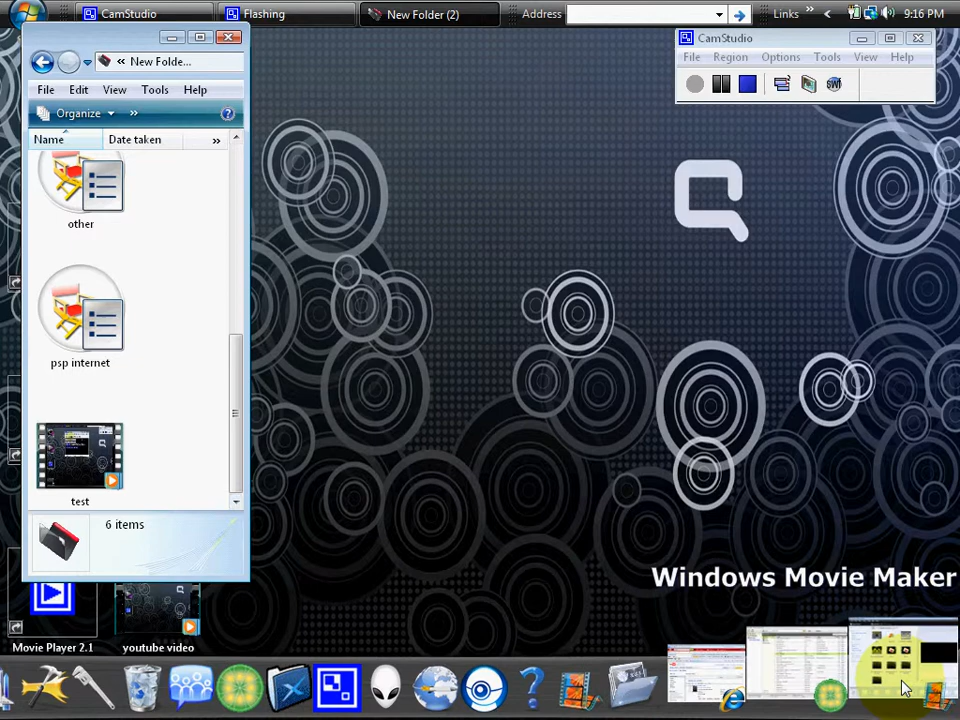 CamStudio
Flashing
New Folder (2)
Address
Links
9:16 PM
New Folde...
File Edit View Tools Help
Organize
Name Date taken
other
psp internet
test
6 items
CamStudio
File Region Options Tools View Help
SWF
Movie Player 2.1
youtube video
Windows Movie Maker